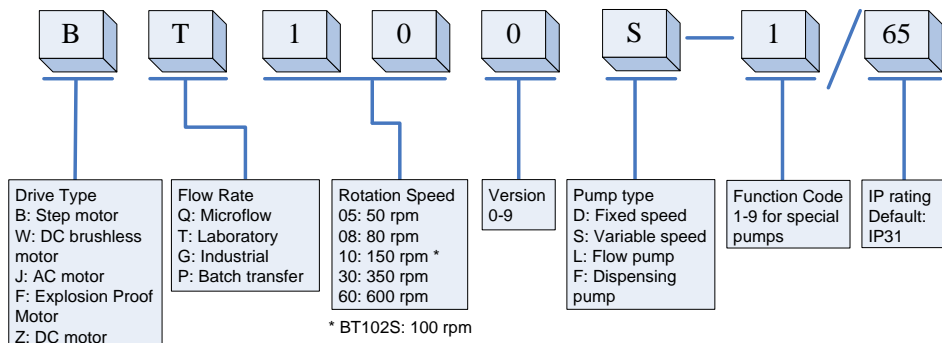 B T 1 0 0 S 1 / 65
Drive Type
B: Step motor
W: DC brushless
motor
J: AC motor
F: Explosion Proof
Motor
Z: DC motor
Flow Rate
Q: Microflow
T: Laboratory
G: Industrial
P: Batch transfer
Rotation Speed
05: 50 rpm
08: 80 rpm
10: 150 rpm *
30: 350 rpm
60: 600 rpm
* BT102S: 100 rpm
Version
0-9
Pump type
D: Fixed speed
S: Variable speed
L: Flow pump
F: Dispensing
pump
Function Code
1-9 for special
pumps
IP rating
Default:
IP31